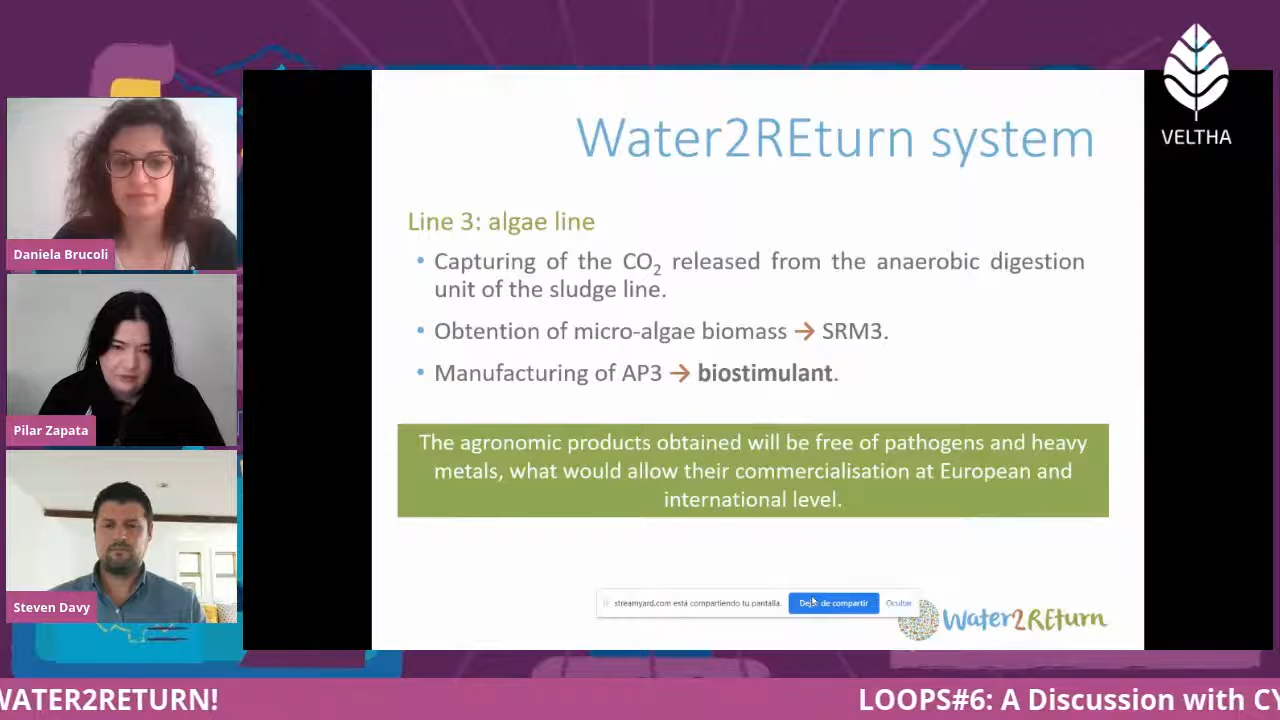 VELTHA
Water2REturn system
Line 3: algae line
• Capturing of the CO2 released from the anaerobic digestion
unit of the sludge line.
• Obtention of micro-algae biomass → SRM3.
• Manufacturing of AP3 → biostimulant.
The agronomic products obtained will be free of pathogens and heavy
metals, what would allow their commercialisation at European and
international level.
streamyard.com está compartiendo tu pantalla.
de compartir
Ocultar
Water2REturn
Daniela Brucoli
Pilar Zapata
Steven Davy
WATER2RETURN!
LOOPS#6: A Discussion with CY